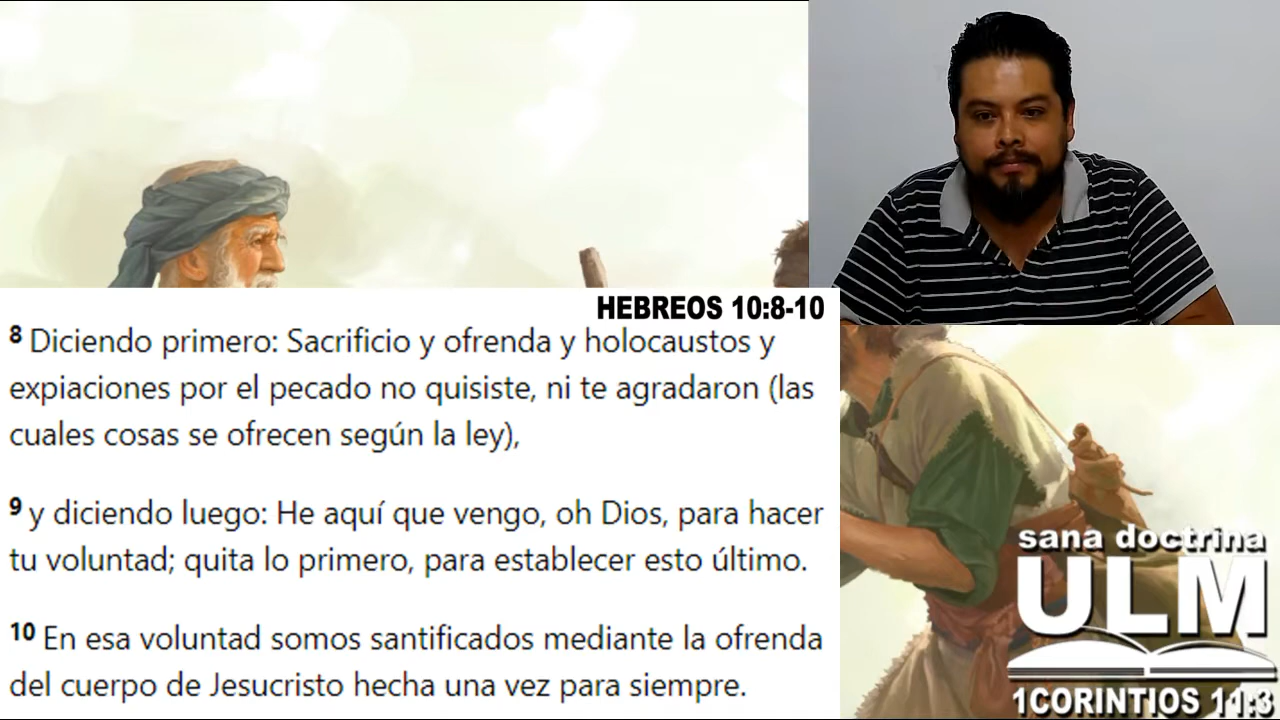 HEBREOS 10:8-10
8 Diciendo primero: Sacrificio y ofrenda y holocaustos y
expiaciones por el pecado no quisiste, ni te agradaron (las
cuales cosas se ofrecen según la ley),
9 y diciendo luego: He aquí que vengo, oh Dios, para hacer
tu voluntad; quita lo primero, para establecer esto último.
10 En esa voluntad somos santificados mediante la ofrenda
del cuerpo de Jesucristo hecha una vez para siempre.
sana doctrina
ULM
1CORINTIOS 11:3